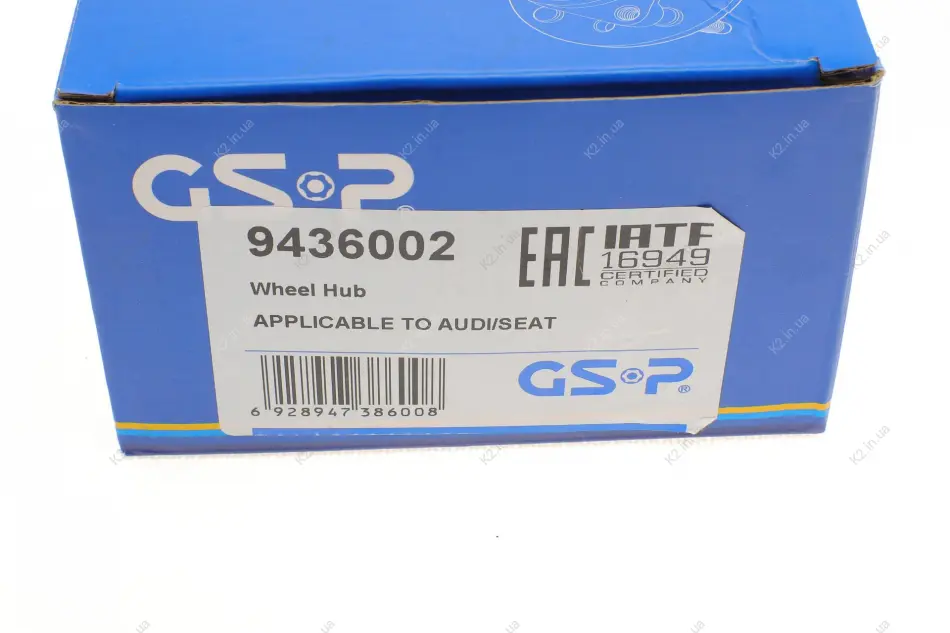 GSP
9436002
Wheel Hub
APPLICABLE TO AUDI/SEAT
6 928947 386008
EAC
IATF
16949
CERTIFIED
COMPANY
GSP®
K2.in.ua